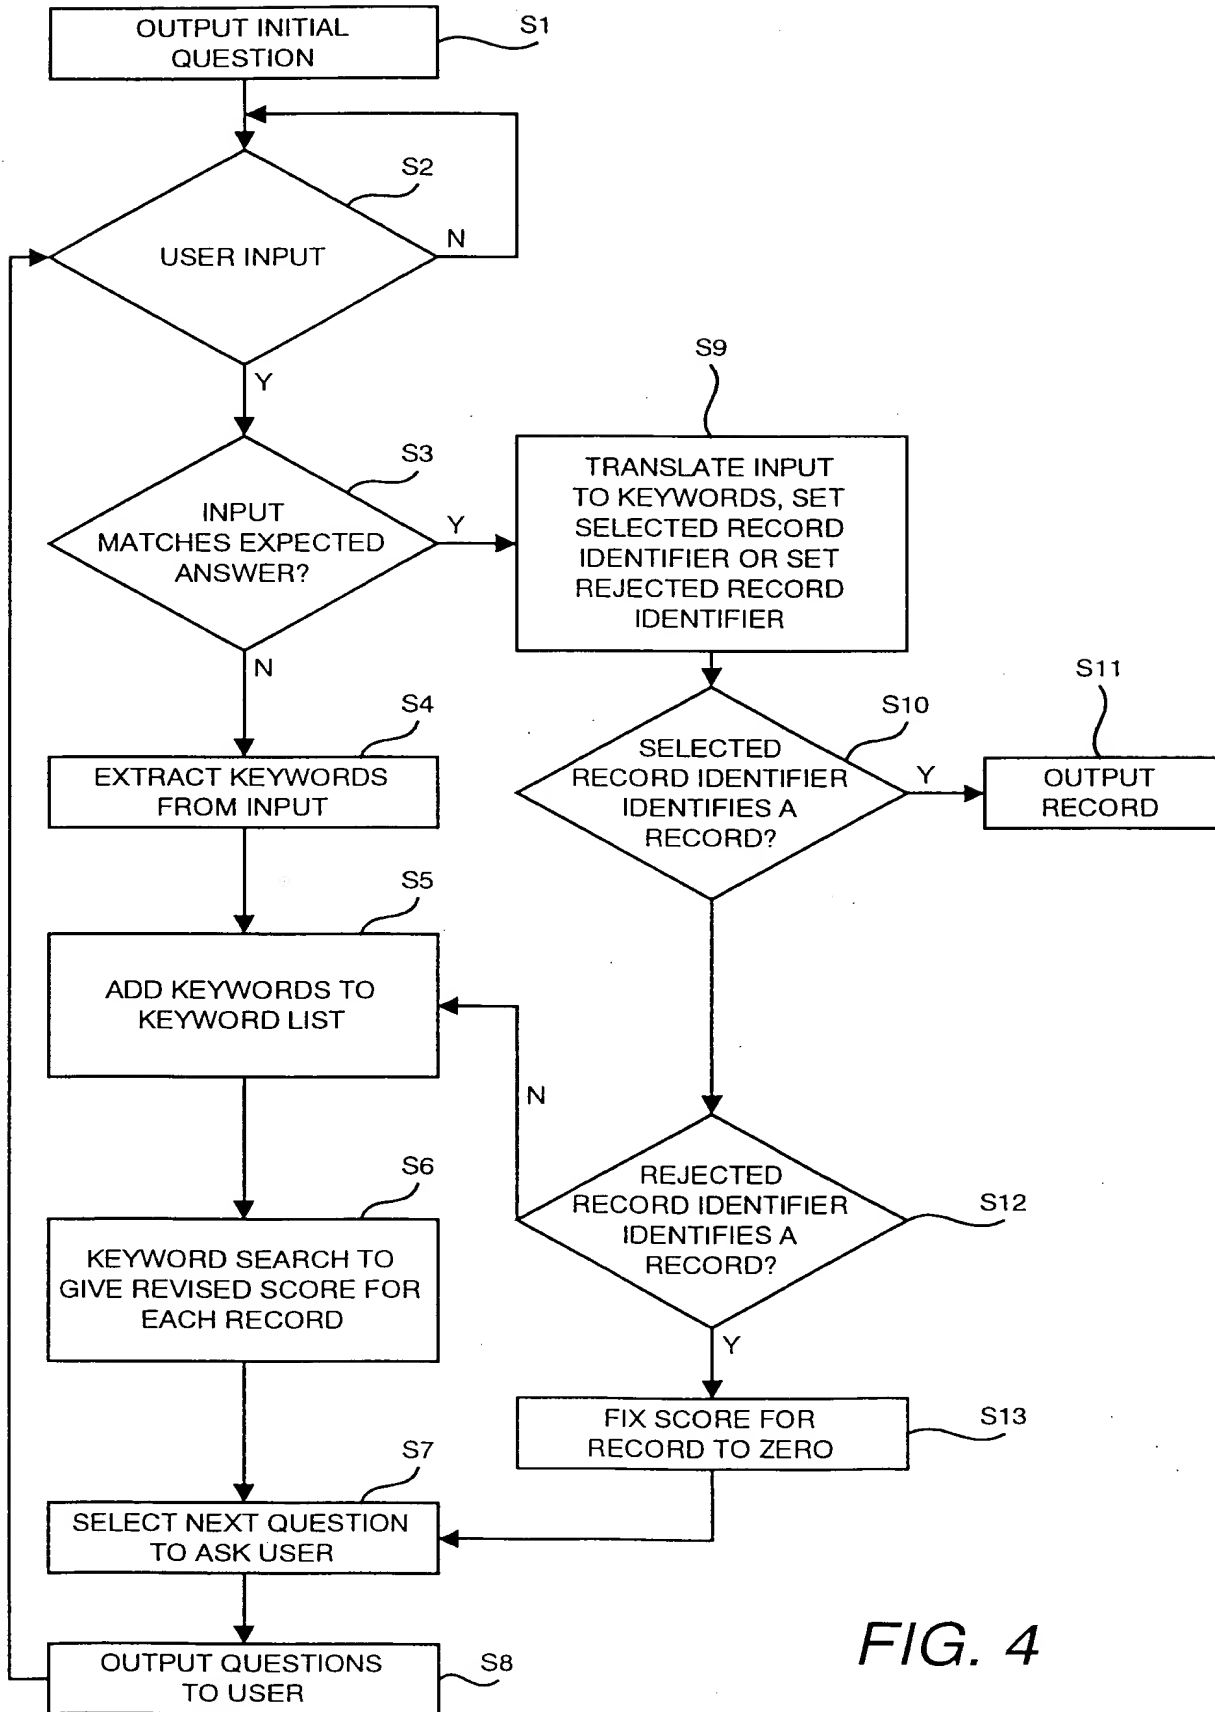 OUTPUT INITIAL
QUESTION
S1
S2
USER INPUT
N
Y
S3
INPUT
MATCHES EXPECTED
ANSWER?
Y
N
S9
TRANSLATE INPUT
TO KEYWORDS, SET
SELECTED RECORD
IDENTIFIER OR SET
REJECTED RECORD
IDENTIFIER
S4
EXTRACT KEYWORDS
FROM INPUT
S10
SELECTED
RECORD IDENTIFIER
IDENTIFIES A
RECORD?
Y
S11
OUTPUT
RECORD
S5
ADD KEYWORDS TO
KEYWORD LIST
N
S6
KEYWORD SEARCH TO
GIVE REVISED SCORE FOR
EACH RECORD
REJECTED
RECORD IDENTIFIER
IDENTIFIES A
RECORD?
S12
Y
FIX SCORE FOR
RECORD TO ZERO
S13
S7
SELECT NEXT QUESTION
TO ASK USER
OUTPUT QUESTIONS
TO USER
S8
FIG. 4